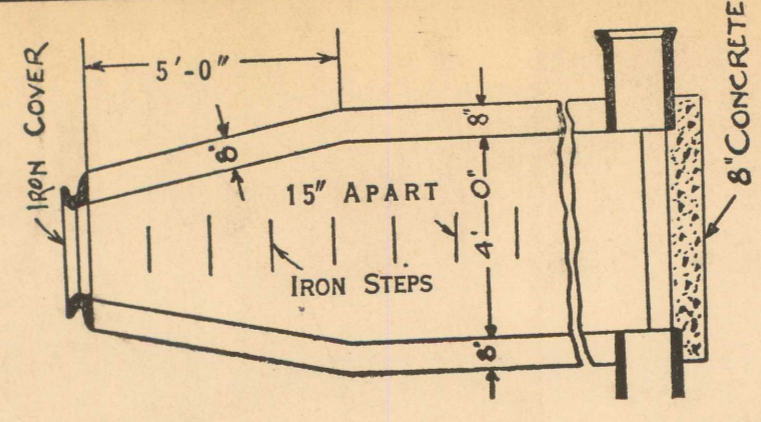 IRON COVER
5'-0"
8"
15" APART
IRON STEPS
8"
4'-0"
8"
8" CONCRETE